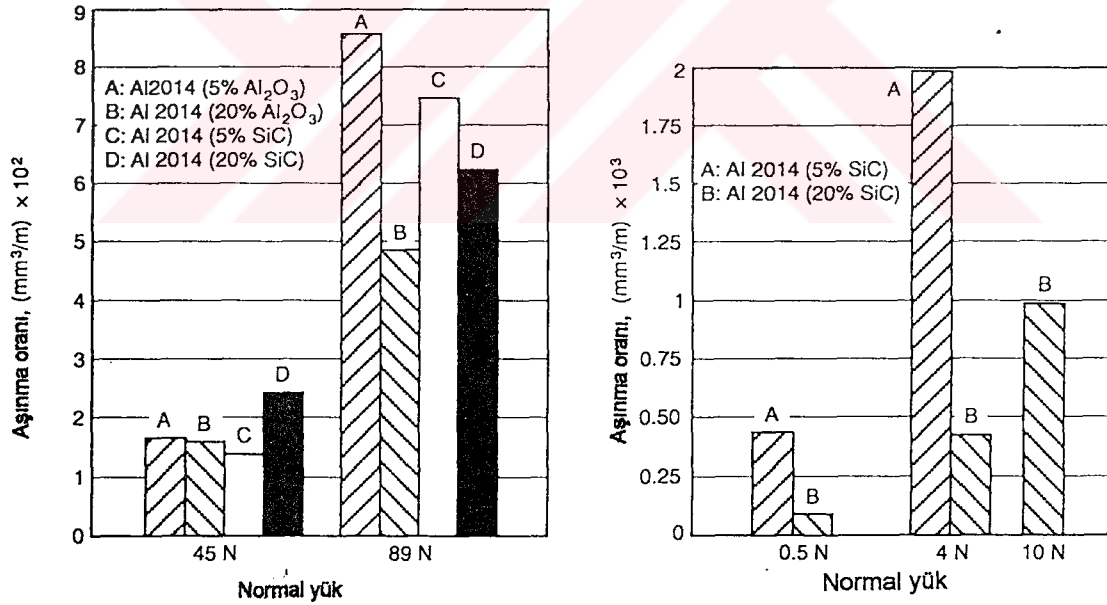 Aşınma oranı, (mm³/m) × 10²
9
8
7
6
5
4
3
2
1
0
A: Al2014 (5% Al₂O₃)
B: Al 2014 (20% Al₂O₃)
C: Al 2014 (5% SiC)
D: Al 2014 (20% SiC)
A
B
C
D
A
B
C
D
45 N
89 N
Normal yük
Aşınma oranı, (mm³/m) × 10³
2
1.75
1.5
1.25
1
0.75
0.50
0.25
0
A: Al 2014 (5% SiC)
B: Al 2014 (20% SiC)
A
B
A
B
B
0.5 N
4 N
10 N
Normal yük